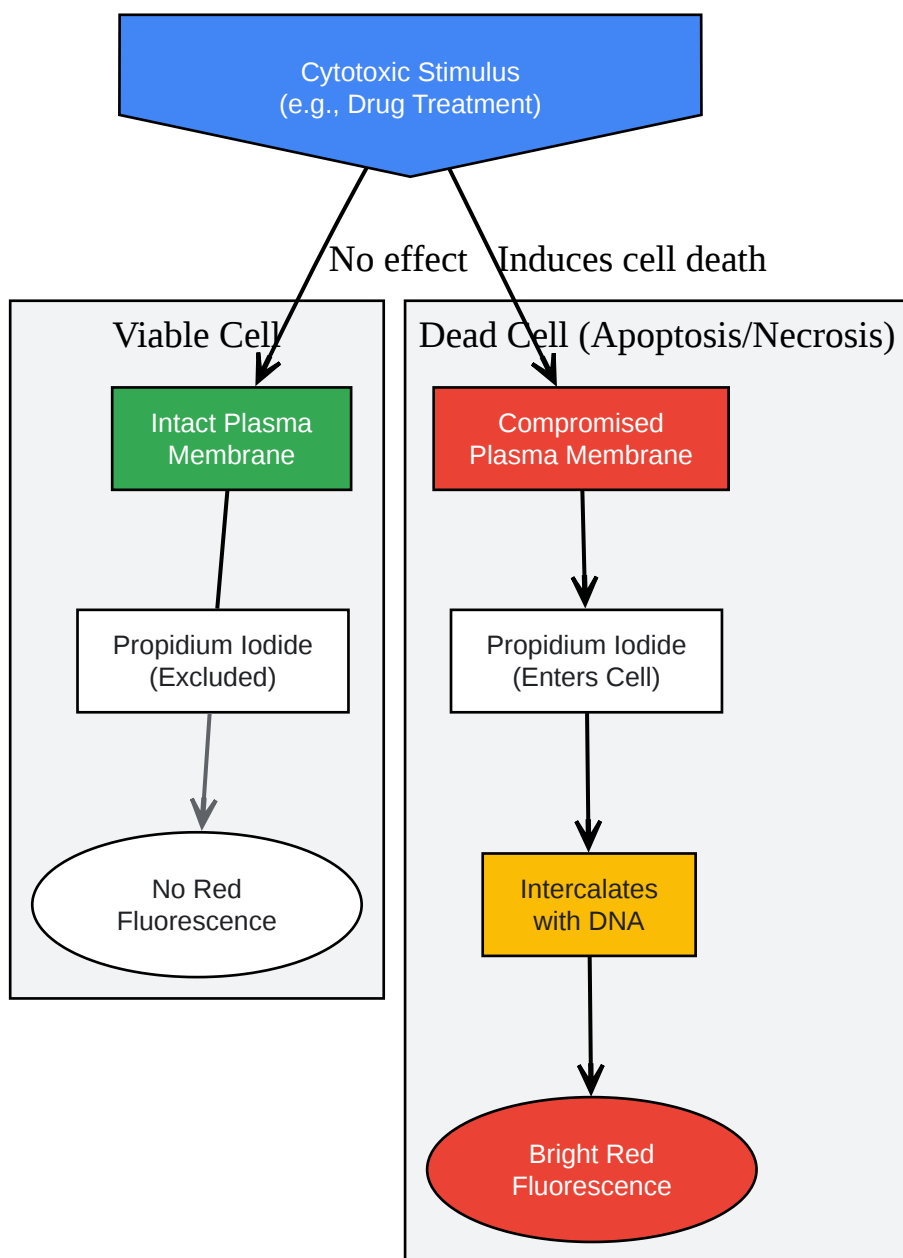 Cytotoxic Stimulus
(e.g., Drug Treatment)
No effect
Induces cell death
Viable Cell
Intact Plasma
Membrane
Propidium Iodide
(Excluded)
No Red
Fluorescence
Dead Cell (Apoptosis/Necrosis)
Compromised
Plasma Membrane
Propidium Iodide
(Enters Cell)
Intercalates
with DNA
Bright Red
Fluorescence